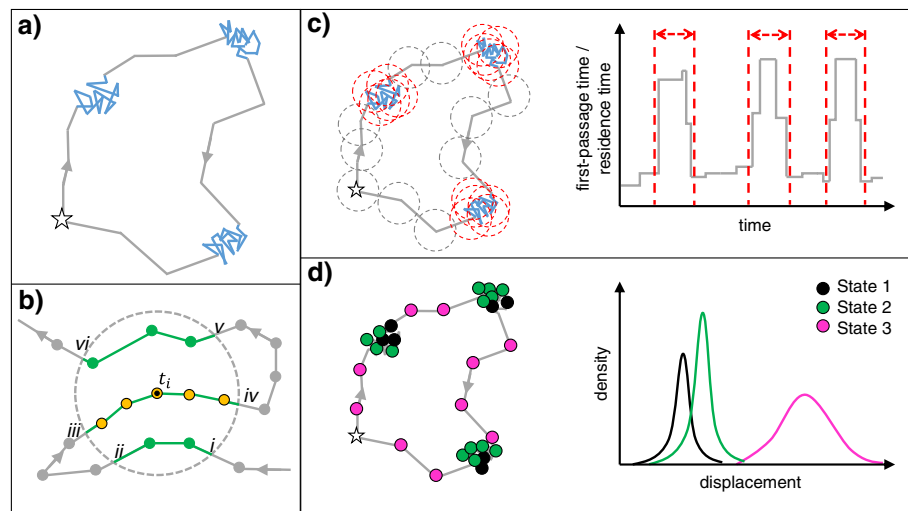 a)
c)
first-passage time /
residence time
time
b)
vi
v
t_i
iv
iii
ii
i
d)
State 1
State 2
State 3
density
displacement